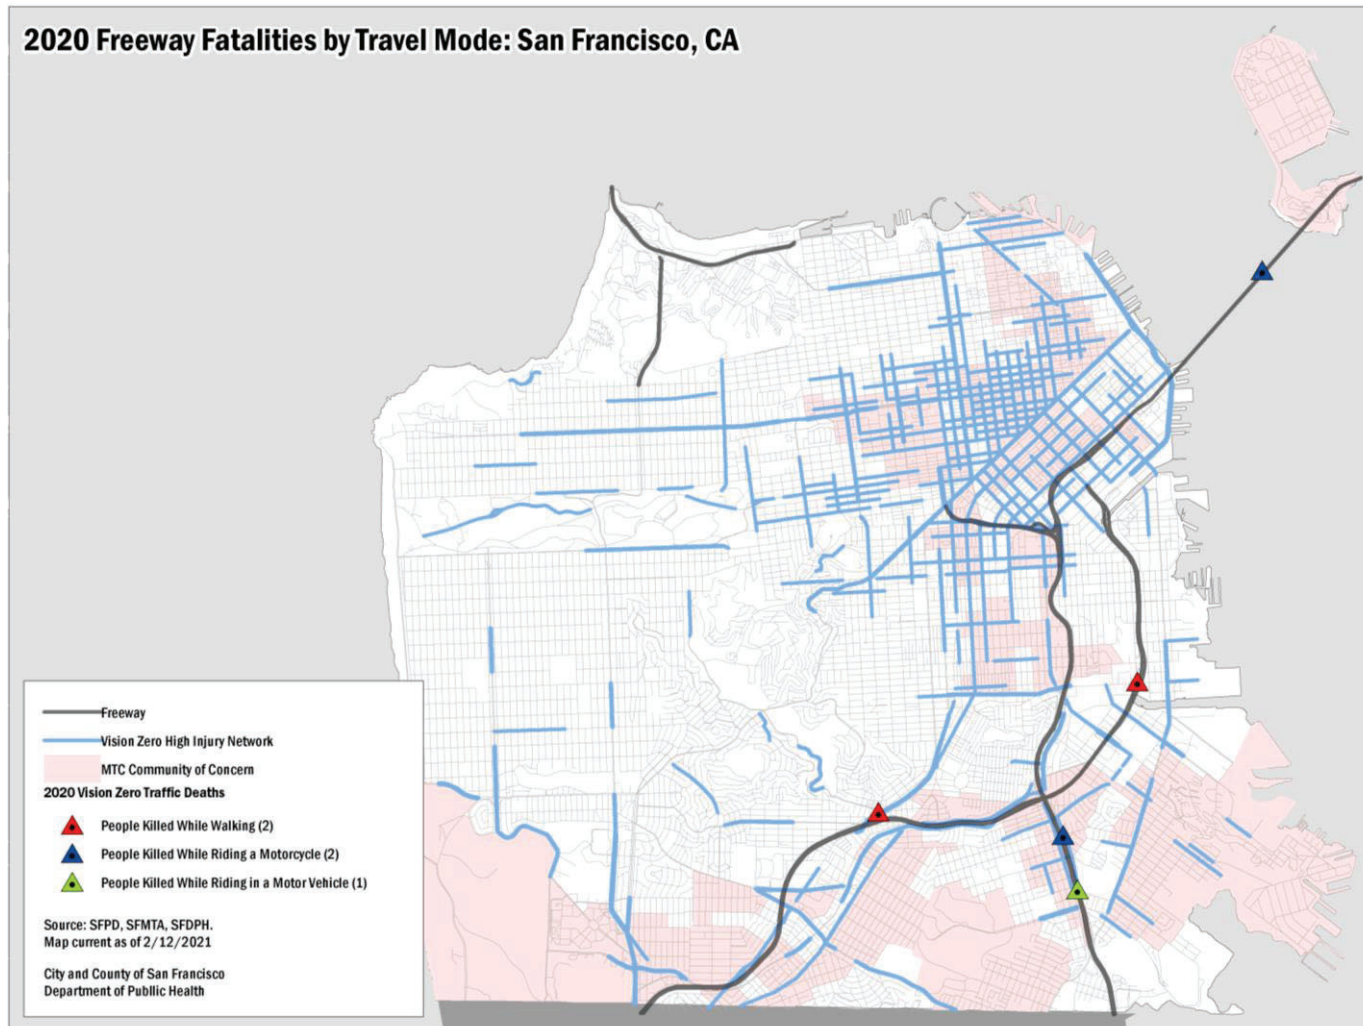 2020 Freeway Fatalities by Travel Mode: San Francisco, CA
Freeway
Vision Zero High Injury Network
MTC Community of Concern
2020 Vision Zero Traffic Deaths
People Killed While Walking (2)
People Killed While Riding a Motorcycle (2)
People Killed While Riding in a Motor Vehicle (1)
Source: SFPD, SFMTA, SFDPH.
Map current as of 2/12/2021
City and County of San Francisco
Department of Publlic Health